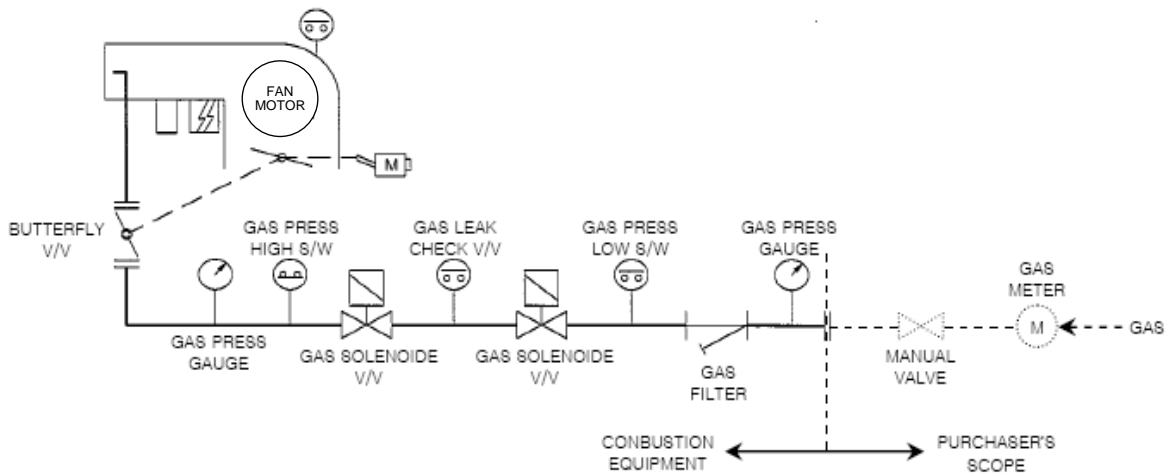 FAN
MOTOR
M
BUTTERFLY
V/V
GAS PRESS
HIGH S/W
GAS LEAK
CHECK V/V
GAS PRESS
LOW S/W
GAS PRESS
GAUGE
GAS
METER
M
GAS
GAS PRESS
GAUGE
GAS SOLENOIDE
V/V
GAS SOLENOIDE
V/V
GAS
FILTER
MANUAL
VALVE
CONBUSTION
EQUIPMENT
PURCHASER'S
SCOPE